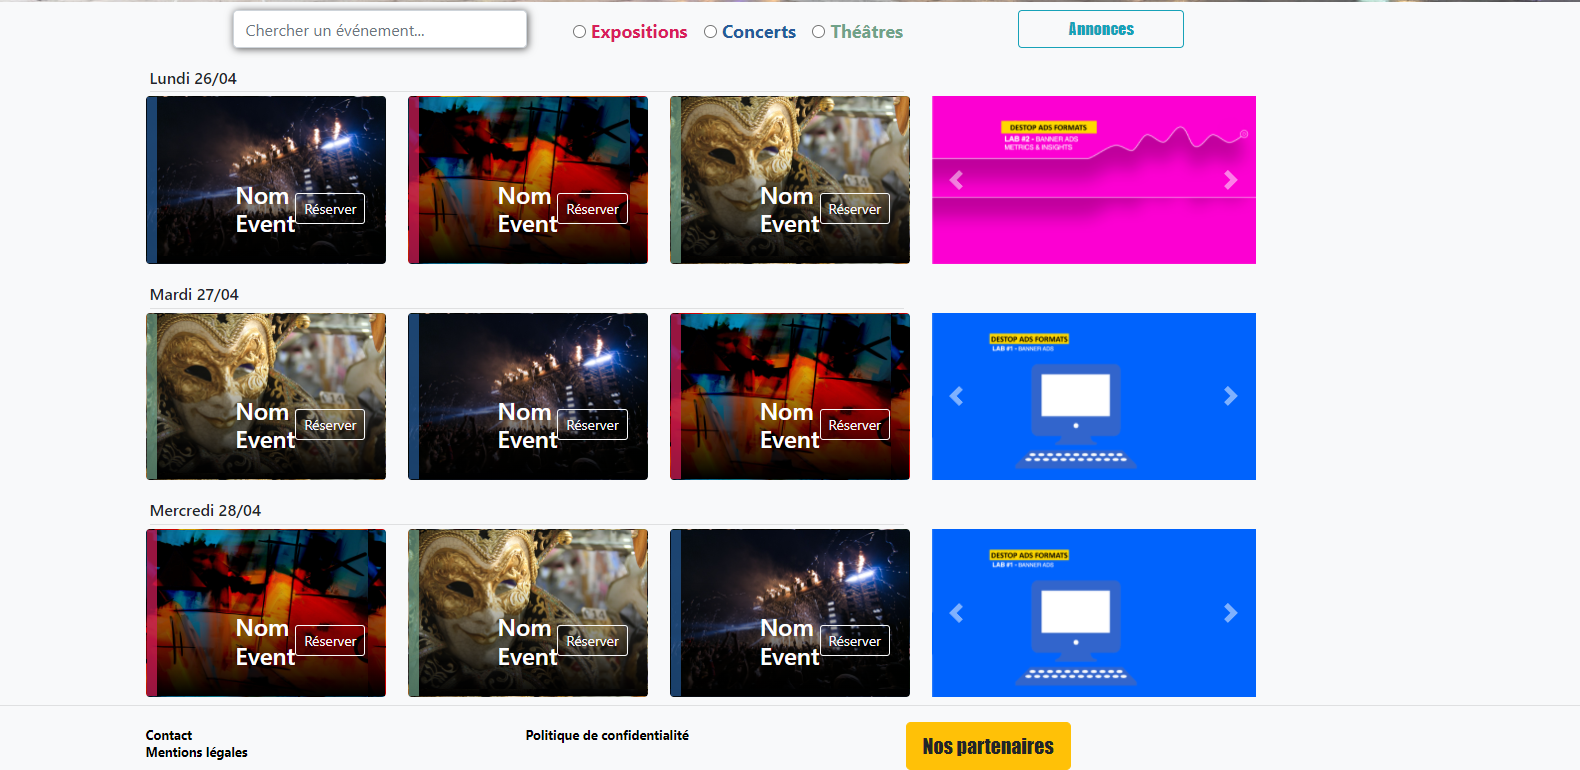 Chercher un événement...
Expositions Concerts Théâtres
Annonces
Lundi 26/04
Nom
Event
Réserver
Nom
Event
Réserver
Nom
Event
Réserver
DESTOP ADS FORMATS
LAB #2 - BANNER ADS
METRICS & INSIGHTS
Mardi 27/04
Nom
Event
Réserver
Nom
Event
Réserver
Nom
Event
Réserver
DESTOP ADS FORMATS
LAB #1 - BANNER ADS
Mercredi 28/04
Nom
Event
Réserver
Nom
Event
Réserver
Nom
Event
Réserver
DESTOP ADS FORMATS
LAB #1 - BANNER ADS
Contact
Mentions légales
Politique de confidentialité
Nos partenaires